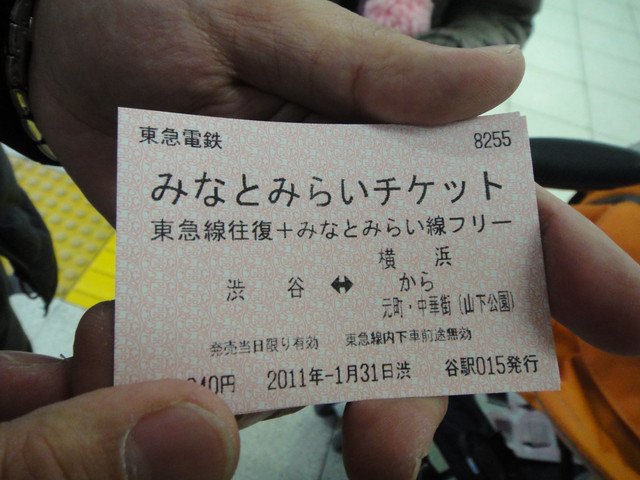 東急電鉄 8255
みなとみらいチケット
東急線往復+みなとみらい線フリー
横浜
渋谷 ↔ から
元町・中華街(山下公園)
発売当日限り有効 東急線内下車前途無効
40円 2011年-1月31日渋谷駅015発行